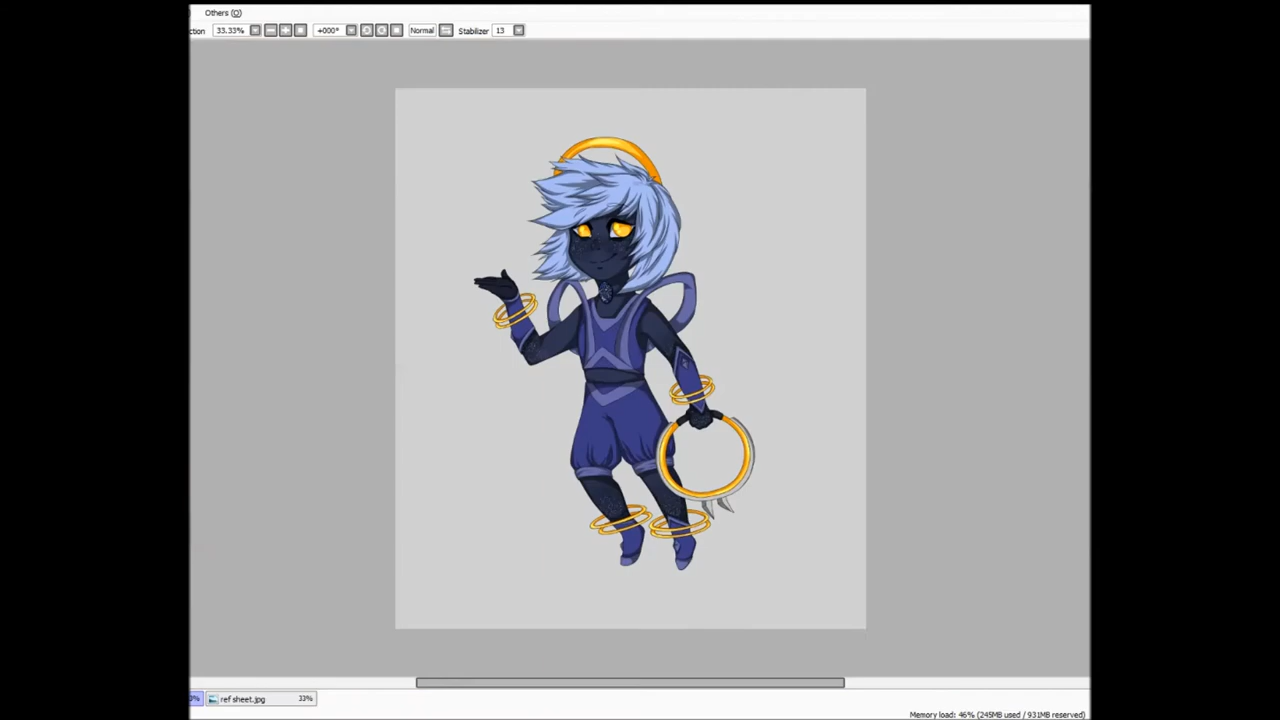 Others (O)
ction 33.33% +000° Normal Stabilizer 13
ref sheet.jpg 33%
Memory load: 46% (245MB used / 931MB reserved)